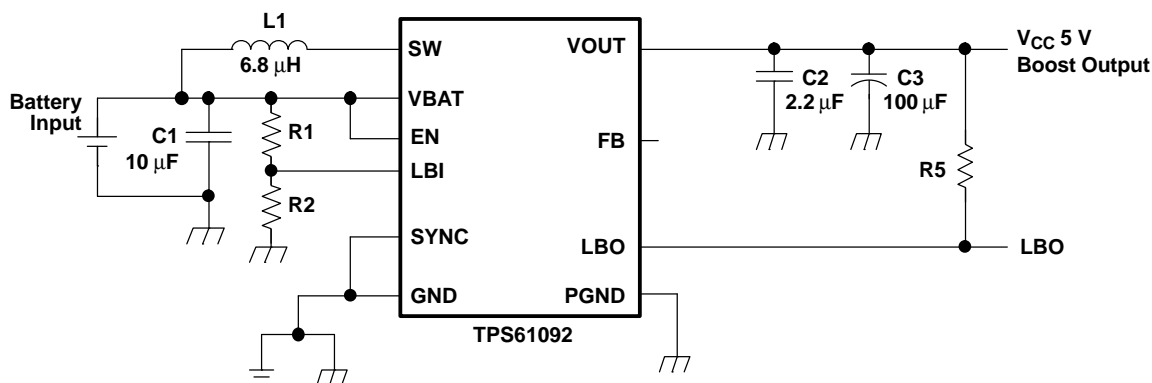 L1
6.8 µH
Battery
Input
C1
10 µF
R1
R2
SW
VBAT
EN
LBI
SYNC
GND
VOUT
FB
LBO
PGND
TPS61092
C2
2.2 µF
C3
100 µF
R5
VCC 5 V
Boost Output
LBO